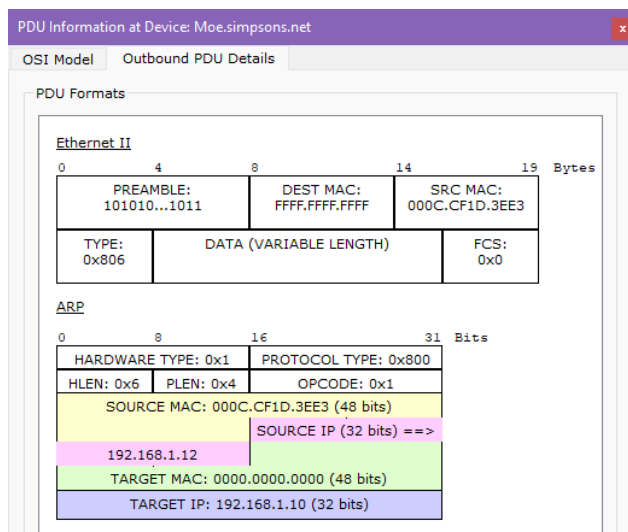 PDU Information at Device: Moe.simpsons.net
x
OSI Model Outbound PDU Details
PDU Formats
Ethernet II
0 4 8 14 19 Bytes
PREAMBLE: DEST MAC: SRC MAC:
101010...1011 FFFF.FFFF.FFFF 000C.CF1D.3EE3
TYPE: DATA (VARIABLE LENGTH) FCS:
0x806 0x0
ARP
0 8 16 31 Bits
HARDWARE TYPE: 0x1 PROTOCOL TYPE: 0x800
HLEN: 0x6 PLEN: 0x4 OPCODE: 0x1
SOURCE MAC: 000C.CF1D.3EE3 (48 bits)
SOURCE IP (32 bits) ==>
192.168.1.12
TARGET MAC: 0000.0000.0000 (48 bits)
TARGET IP: 192.168.1.10 (32 bits)